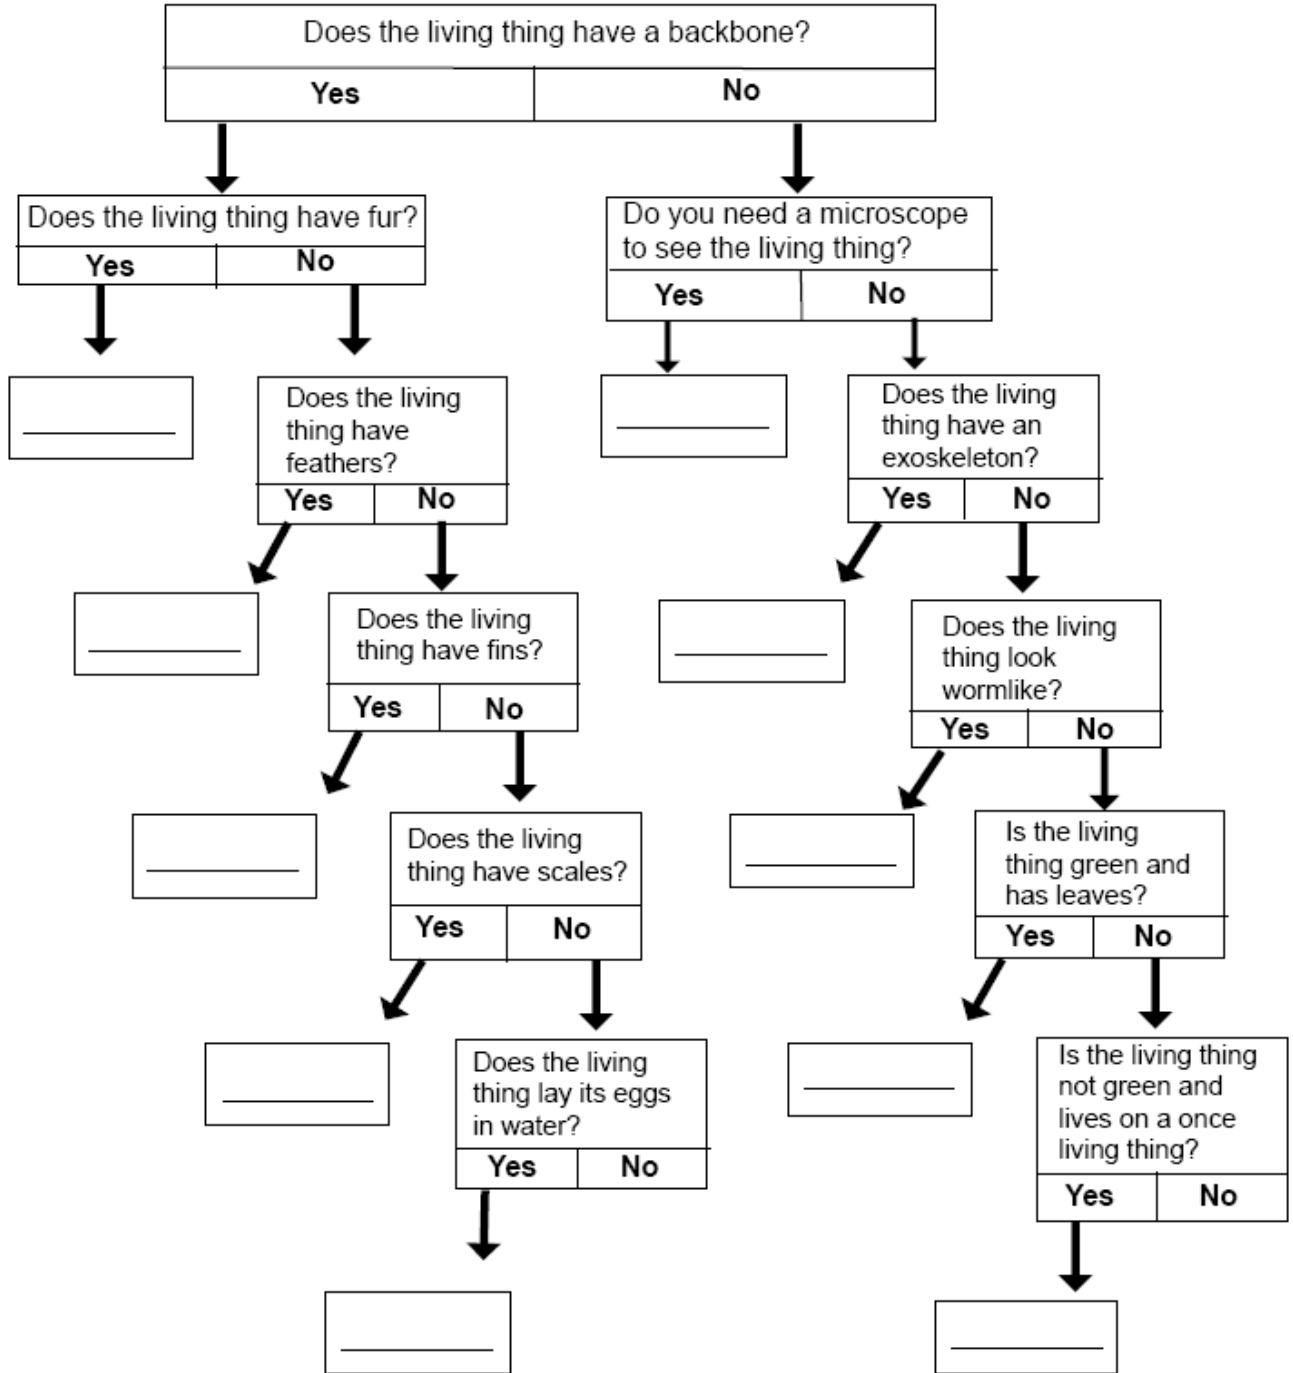 Does the living thing have a backbone?
Yes
No
Does the living thing have fur?
Yes
No
Do you need a microscope
to see the living thing?
Yes
No
Does the living
thing have
feathers?
Yes
No
Does the living
thing have an
exoskeleton?
Yes
No
Does the living
thing have fins?
Yes
No
Does the living
thing look
wormlike?
Yes
No
Does the living
thing have scales?
Yes
No
Is the living
thing green and
has leaves?
Yes
No
Does the living
thing lay its eggs
in water?
Yes
No
Is the living thing
not green and
lives on a once
living thing?
Yes
No